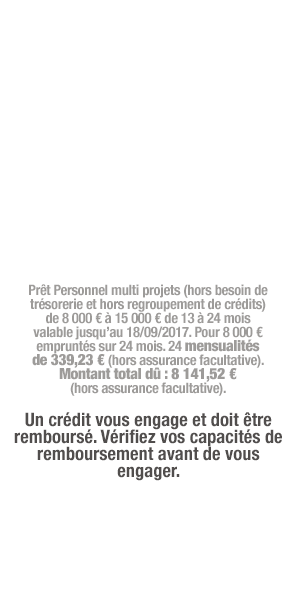 Prêt Personnel multi projets (hors besoin de
trésorerie et hors regroupement de crédits)
de 8 000 € à 15 000 € de 13 à 24 mois
valable jusqu'au 18/09/2017. Pour 8 000 €
empruntés sur 24 mois. 24 mensualités
de 339,23 € (hors assurance facultative).
Montant total dû : 8 141,52 €
(hors assurance facultative).
Un crédit vous engage et doit être
remboursé. Vérifiez vos capacités de
remboursement avant de vous
engager.